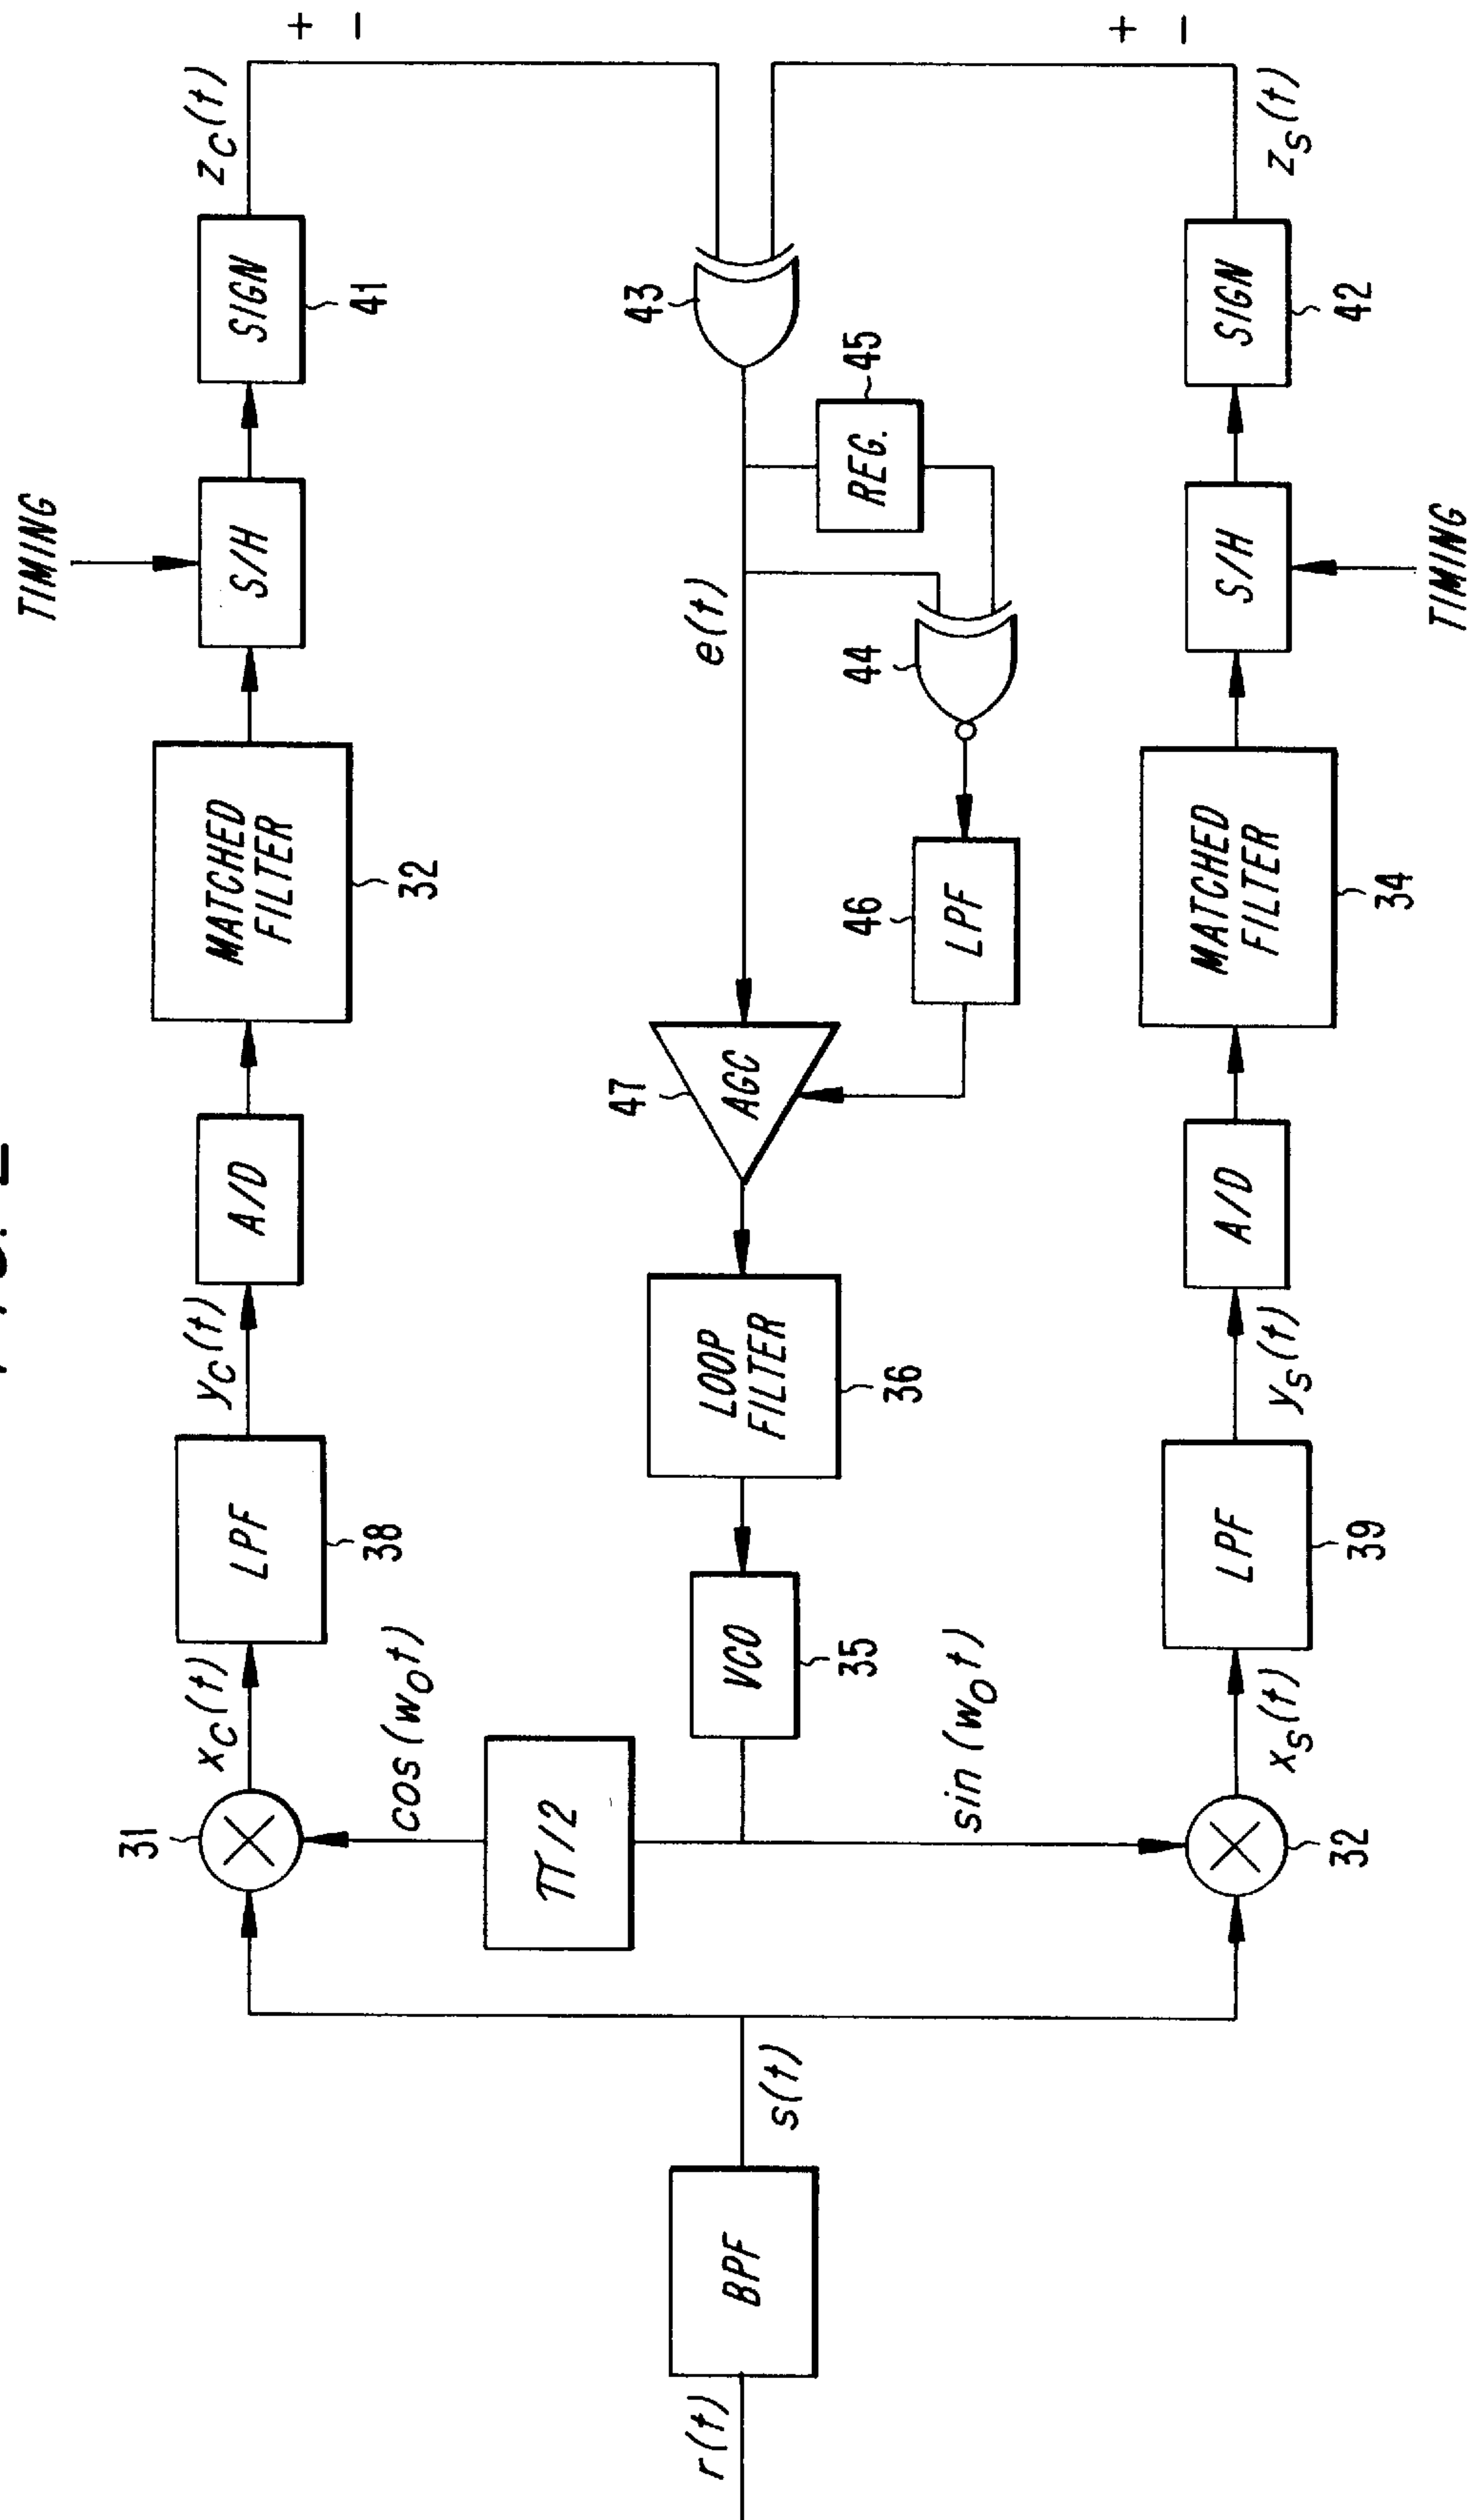 r(t)
BPF
s(t)
31
x_c(t)
LPF
38
y_c(t)
A/D
MATCHED
FILTER
32
TIMING
S/H
SIGN
41
z_c(t)
+
−
cos(w_o t)
π/2
VCO
35
LOOP
FILTER
36
AGC
47
e(t)
43
REG.
45
44
LPF
46
sin(w_o t)
32
x_s(t)
LPF
39
y_s(t)
A/D
MATCHED
FILTER
34
S/H
TIMING
SIGN
42
z_s(t)
+
−